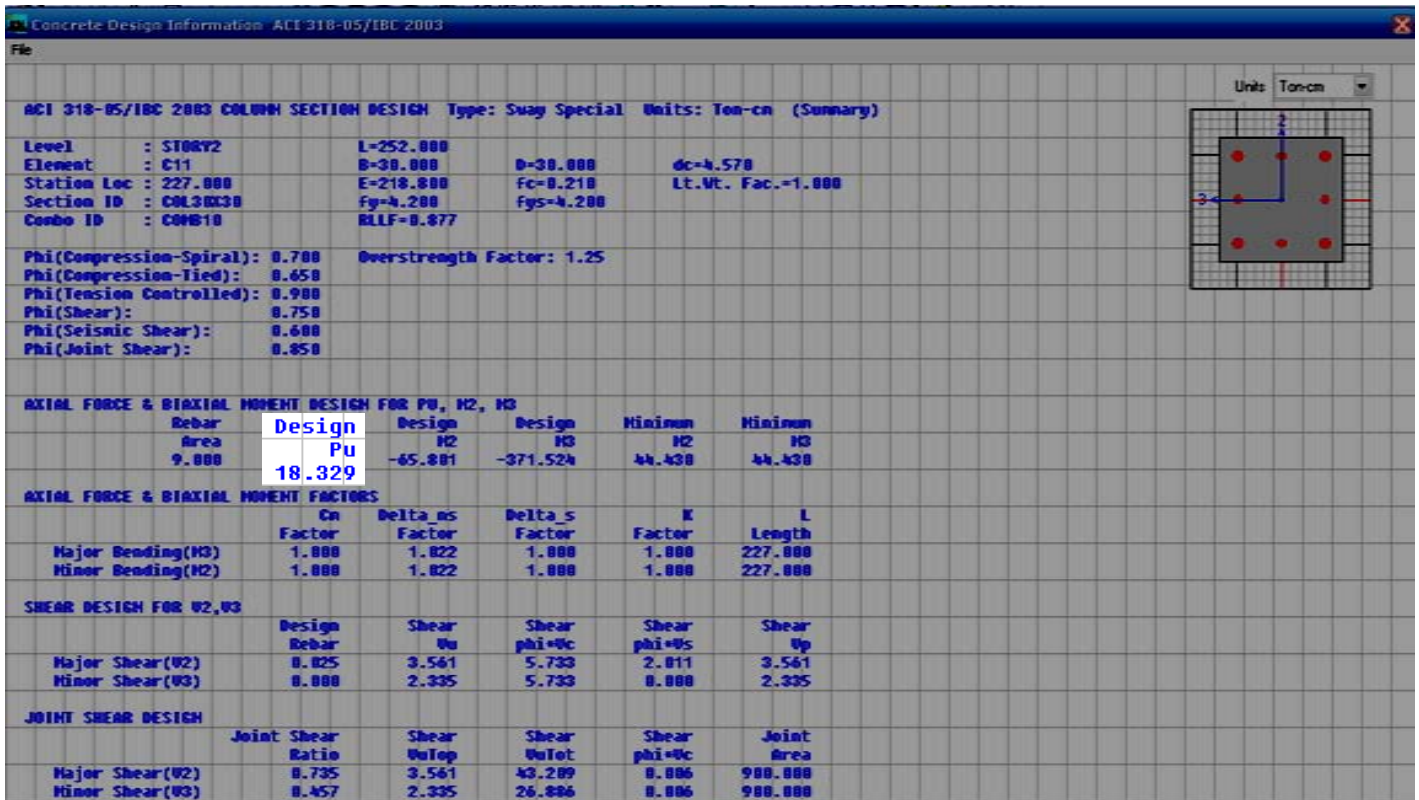 Concrete Design Information ACI 318-05/IBC 2003
File
Units Ton-cm
ACI 318-05/IBC 2003 COLUMN SECTION DESIGN Type: Sway Special Units: Ton-cm (Summary)
Level : STORY2 L=252.000
Element : C11 B=30.000 D=30.000 dc=4.570
Station Loc : 227.000 E=218.800 fc=0.210 Lt.Wt. Fac.=1.000
Section ID : COL30X30 fy=4.200 fys=4.200
Combo ID : COMB10 RLLF=0.877
Phi(Compression-Spiral): 0.700 Overstrength Factor: 1.25
Phi(Compression-Tied): 0.650
Phi(Tension Controlled): 0.900
Phi(Shear): 0.750
Phi(Seismic Shear): 0.600
Phi(Joint Shear): 0.850
2
3
AXIAL FORCE & BIAXIAL MOMENT DESIGN FOR PU, M2, M3
Rebar Design Design Design Minimum Minimum
Area Pu M2 M3 M2 M3
9.000 18.329 -65.801 -371.524 44.430 44.430
AXIAL FORCE & BIAXIAL MOMENT FACTORS
Cm Delta_ns Delta_s K L
Factor Factor Factor Factor Length
Major Bending(M3) 1.000 1.022 1.000 1.000 227.000
Minor Bending(M2) 1.000 1.022 1.000 1.000 227.000
SHEAR DESIGN FOR V2,V3
Design Shear Shear Shear Shear
Rebar Vu phi*Vc phi*Vs Vp
Major Shear(V2) 0.025 3.561 5.733 2.011 3.561
Minor Shear(V3) 0.000 2.335 5.733 0.000 2.335
JOINT SHEAR DESIGN
Joint Shear Shear Shear Shear Joint
Ratio VuTop VuTot phi*Vc Area
Major Shear(V2) 0.735 3.561 43.209 0.006 900.000
Minor Shear(V3) 0.457 2.335 26.886 0.006 900.000